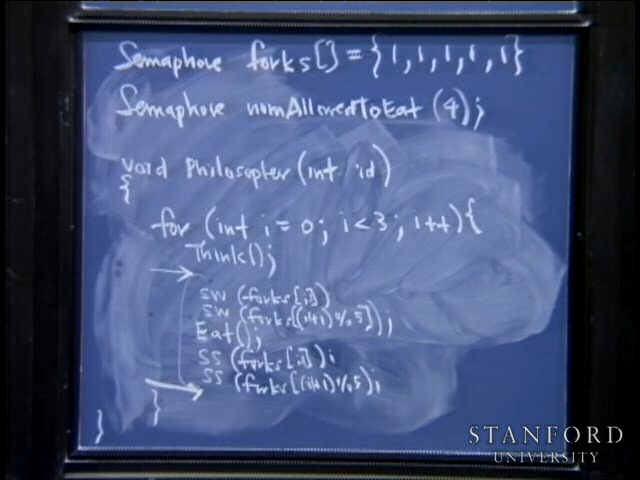 Semaphore forks[] = {1, 1, 1, 1, 1}
Semaphore numAllowedToEat (4);
void Philosopher (int id)
{
for (int i = 0; i < 3; i++) {
Think();
SW (forks[id])
SW (forks[(id+1)%5]);
Eat();
SS (forks[id]);
SS (forks[(id+1)%5);
}
}
STANFORD
UNIVERSITY